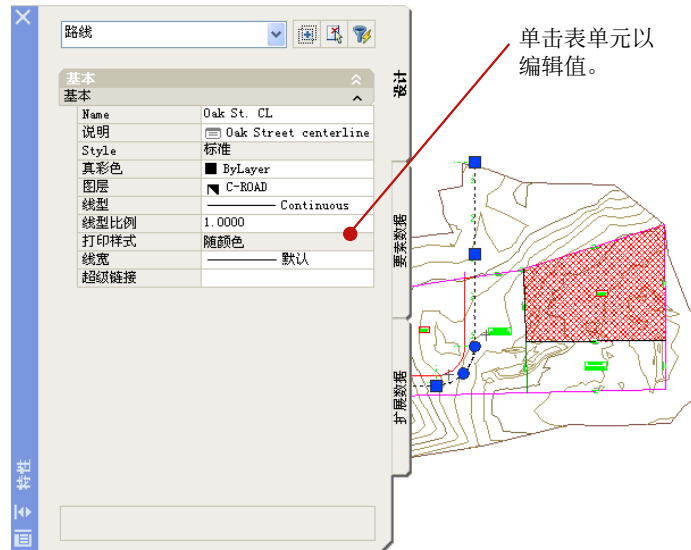 路线
单击表单元以
编辑值。
设计
基本
基本
Name Oak St. CL
说明 Oak Street centerline
Style 标准
真彩色 ByLayer
图层 C-ROAD
线型 Continuous
线型比例 1.0000
打印样式 随颜色
线宽 默认
超级链接
要素数据
扩展数据
特性